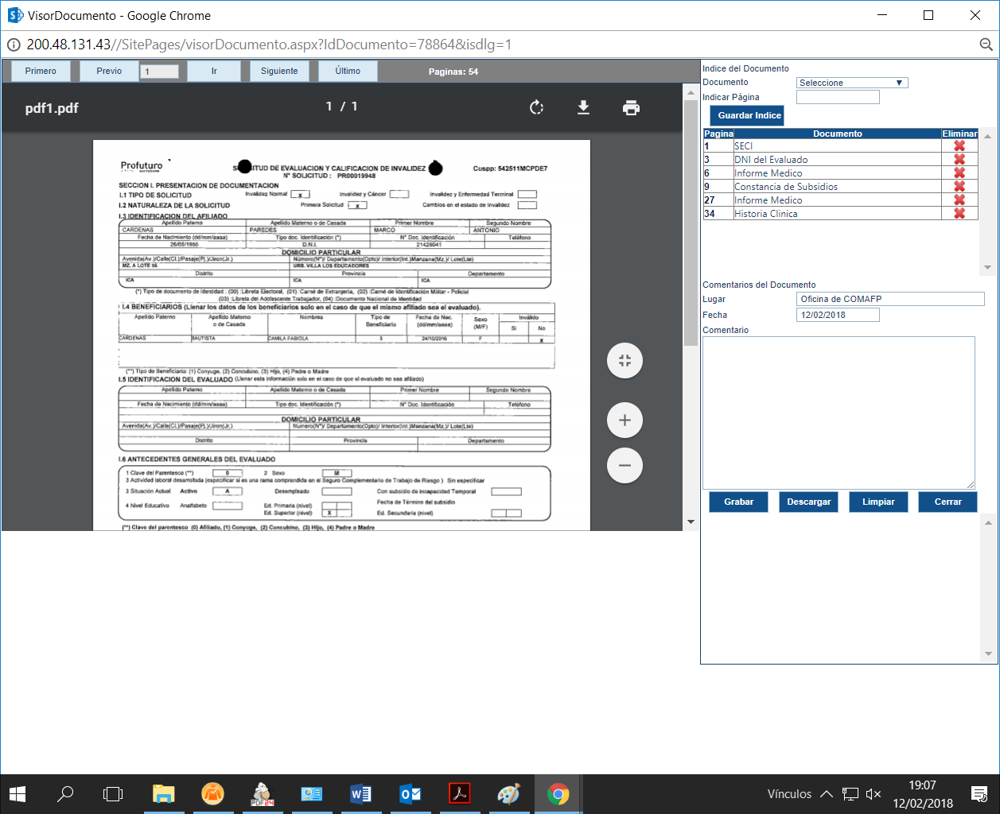 VisorDocumento - Google Chrome
200.48.131.43//SitePages/visorDocumento.aspx?IdDocumento=78864&isdlg=1
Primero Previo 1 Ir Siguiente Último Paginas: 54
pdf1.pdf 1 / 1
Profuturo
S CITUD DE EVALUACION Y CALIFICACION DE INVALIDEZ Cuspp: 542511MCPDE7
N° SOLICITUD : PR00019948
SECCION I. PRESENTACION DE DOCUMENTACION
I.1 TIPO DE SOLICITUD Invalidez Normal x Invalidez y Cáncer Invalidez y Enfermedad Terminal
I.2 NATURALEZA DE LA SOLICITUD Primera Solicitud x Cambios en el estado de invalidez
I.3 IDENTIFICACION DEL AFILIADO
Apellido Paterno Apellido Materno o de Casada Primer Nombre Segundo Nombre
CARDENAS PAREDES MARCO ANTONIO
Fecha de Nacimiento (dd/mm/aaaa) Tipo doc. Identificación (*) N° Doc. Identificación Teléfono
D.N.I. 21429041
DOMICILIO PARTICULAR
Avenida(Av.)/Calle(Cl.)/Pasaje(Pj.)/Jiron(Jr.) Número(N°)/ Departamento(Dpto)/ Interior(Int.)Manzana(Mz.)/ Lote(Lte)
MZ. A LOTE 06 URB. VILLA LOS EDUCADORES
Distrito Provincia Departamento
ICA ICA ICA
(*) Tipo de documento de Identidad : (00) :Libreta Electoral, (01) :Carné de Extranjería, (02) :Carné de Identificación Militar - Policial
(03) :Libreta del Adolescente Trabajador, (04) :Documento Nacional de Identidad
I.4 BENEFICIARIOS (Llenar los datos de los beneficiarios solo en el caso de que el mismo afiliado sea el evaluado).
Apellido Paterno Apellido Materno o de Casada Nombres Tipo de Beneficiario Fecha de Nac. (dd/mm/aaaa) Sexo (M/F) Inválido
Si No
CARDENAS BAUTISTA CAMILA FABIOLA 3 24/10/2016 F x
(**) Tipo de Beneficiario: (1) Conyuge, (2) Concubino, (3) Hijo, (4) Padre o Madre
I.5 IDENTIFICACION DEL EVALUADO (Llenar esta información solo en el caso de que el evaluado no sea afiliado)
Apellido Paterno Apellido Materno o de Casada Primer Nombre Segundo Nombre
Fecha de Nacimiento (dd/mm/aaaa) Tipo doc. Identificación (*) N° Doc. Identificación Teléfono
DOMICILIO PARTICULAR
Avenida(Av.)/Calle(Cl.)/Pasaje(Pj.)/Jiron(Jr.) Numero(N°)/ Departamento(Dpto)/ Interior(Int.)Manzana(Mz.)/ Lote(Lte)
Distrito Provincia Departamento
I.6 ANTECEDENTES GENERALES DEL EVALUADO
1 Clave del Parentesco (**) 0 2 Sexo M
3 Actividad laboral desarrollada (especificar si es una rama comprendida en el Seguro Complementario de Trabajo de Riesgo ) Sin especificar
3 Situación Actual Activo A Desempleado Con subsidio de incapacidad Temporal
Fecha de Término del subsidio
4 Nivel Educativo Analfabeto Ed. Primaria (nivel)
Ed. Superior (nivel) X Ed. Secundaria (nivel)
(**) Clave del parentesco (0) Afiliado, (1) Conyuge, (2) Concubino, (3) Hijo, (4) Padre o Madre
Indice del Documento
Documento Seleccione
Indicar Página
Guardar Indice
Pagina Documento Eliminar
1 SECI
3 DNI del Evaluado
6 Informe Medico
9 Constancia de Subsidios
27 Informe Medico
34 Historia Clinica
Comentarios del Documento
Lugar Oficina de COMAFP
Fecha 12/02/2018
Comentario
Grabar Descargar Limpiar Cerrar
PDF24
Vínculos 19:07
12/02/2018